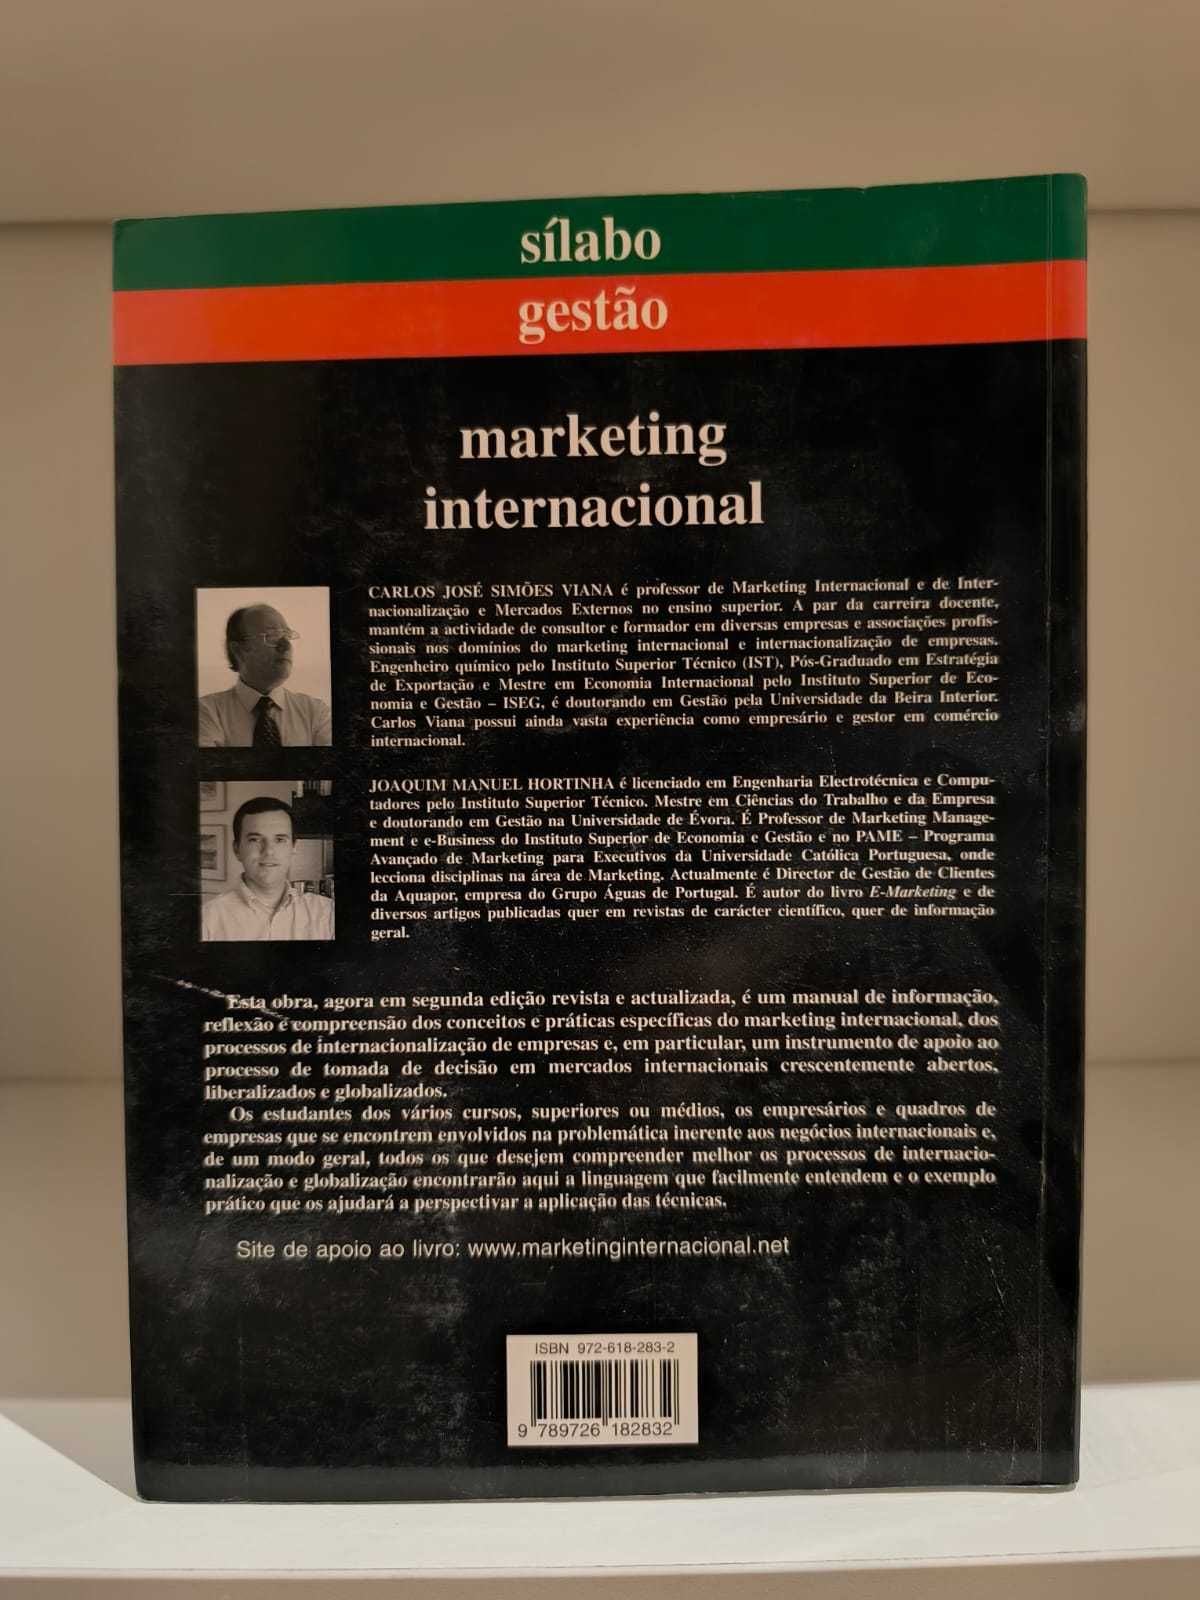 sílabo
gestão
marketing
internacional
CARLOS JOSÉ SIMÕES VIANA é professor de Marketing Internacional e de Inter-
nacionalização e Mercados Externos no ensino superior. A par da carreira docente,
mantém a actividade de consultor e formador em diversas empresas e associações profis-
sionais nos domínios do marketing internacional e internacionalização de empresas.
Engenheiro químico pelo Instituto Superior Técnico (IST), Pós-Graduado em Estratégia
de Exportação e Mestre em Economia Internacional pelo Instituto Superior de Eco-
nomia e Gestão – ISEG, é doutorando em Gestão pela Universidade da Beira Interior.
Carlos Viana possui ainda vasta experiência como empresário e gestor em comércio
internacional.
JOAQUIM MANUEL HORTINHA é licenciado em Engenharia Electrotécnica e Compu-
tadores pelo Instituto Superior Técnico. Mestre em Ciências do Trabalho e da Empresa
e doutorando em Gestão na Universidade de Évora. É Professor de Marketing Manage-
ment e e-Business do Instituto Superior de Economia e Gestão e no PAME – Programa
Avançado de Marketing para Executivos da Universidade Católica Portuguesa, onde
lecciona disciplinas na área de Marketing. Actualmente é Director de Gestão de Clientes
da Aquapor, empresa do Grupo Águas de Portugal. É autor do livro E-Marketing e de
diversos artigos publicadas quer em revistas de carácter científico, quer de informação
geral.
Esta obra, agora em segunda edição revista e actualizada, é um manual de informação,
reflexão e compreensão dos conceitos e práticas específicas do marketing internacional, dos
processos de internacionalização de empresas e, em particular, um instrumento de apoio ao
processo de tomada de decisão em mercados internacionais crescentemente abertos,
liberalizados e globalizados.
Os estudantes dos vários cursos, superiores ou médios, os empresários e quadros de
empresas que se encontrem envolvidos na problemática inerente aos negócios internacionais e,
de um modo geral, todos os que desejem compreender melhor os processos de internacio-
nalização e globalização encontrarão aqui a linguagem que facilmente entendem e o exemplo
prático que os ajudará a perspectivar a aplicação das técnicas.
Site de apoio ao livro: www.marketinginternacional.net
ISBN 972-618-283-2
9 789726 182832